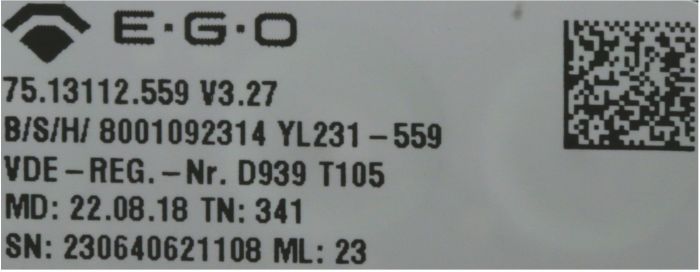 E·G·O
75.13112.559 V3.27
B/S/H/ 8001092314 YL231-559
VDE-REG.-Nr. D939 T105
MD: 22.08.18 TN: 341
SN: 230640621108 ML: 23